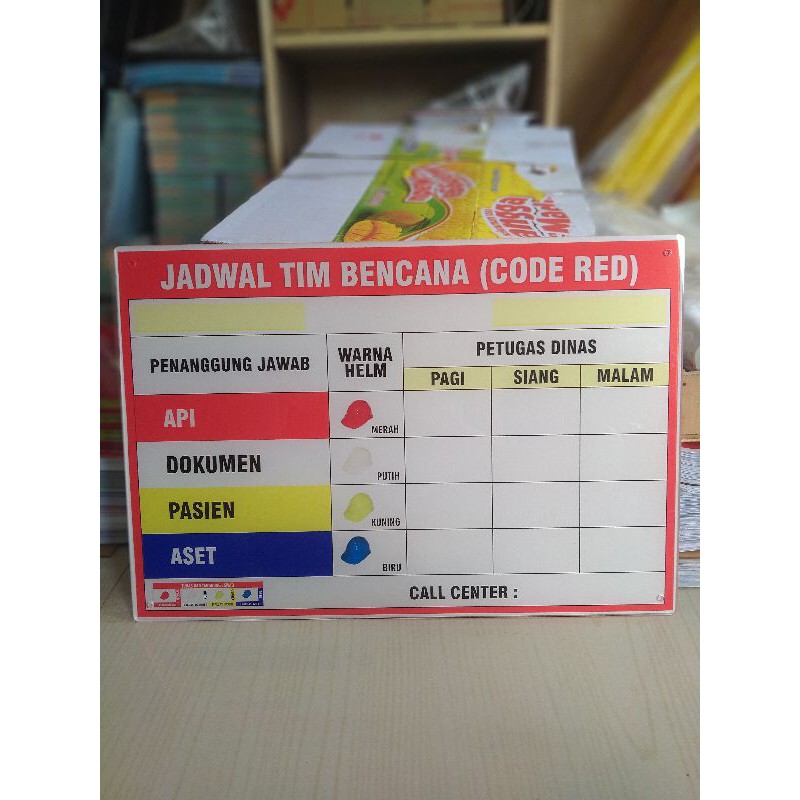 JADWAL TIM BENCANA (CODE RED)
PENANGGUNG JAWAB
WARNA
HELM
PETUGAS DINAS
PAGI SIANG MALAM
API
MERAH
DOKUMEN
PUTIH
PASIEN
KUNING
ASET
BIRU
CALL CENTER :